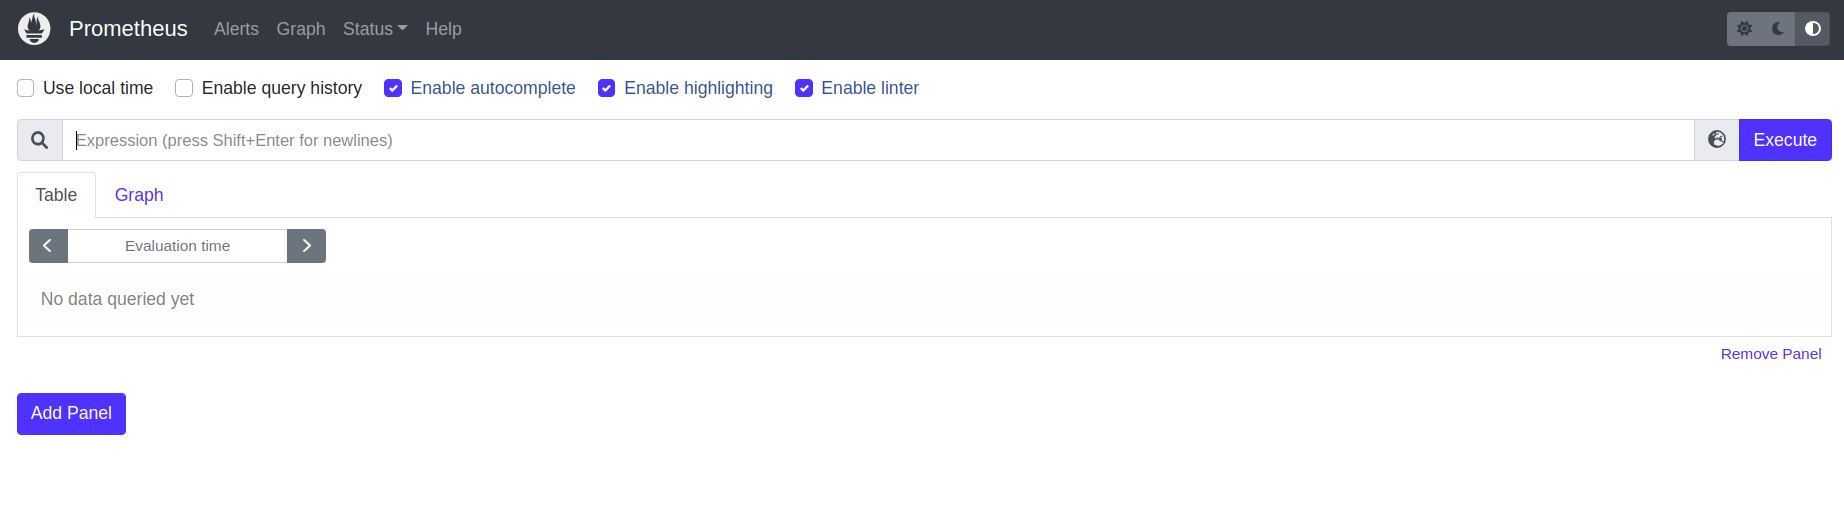 Prometheus Alerts Graph Status Help
Use local time Enable query history Enable autocomplete Enable highlighting Enable linter
Expression (press Shift+Enter for newlines) Execute
Table Graph
Evaluation time
No data queried yet
Remove Panel
Add Panel